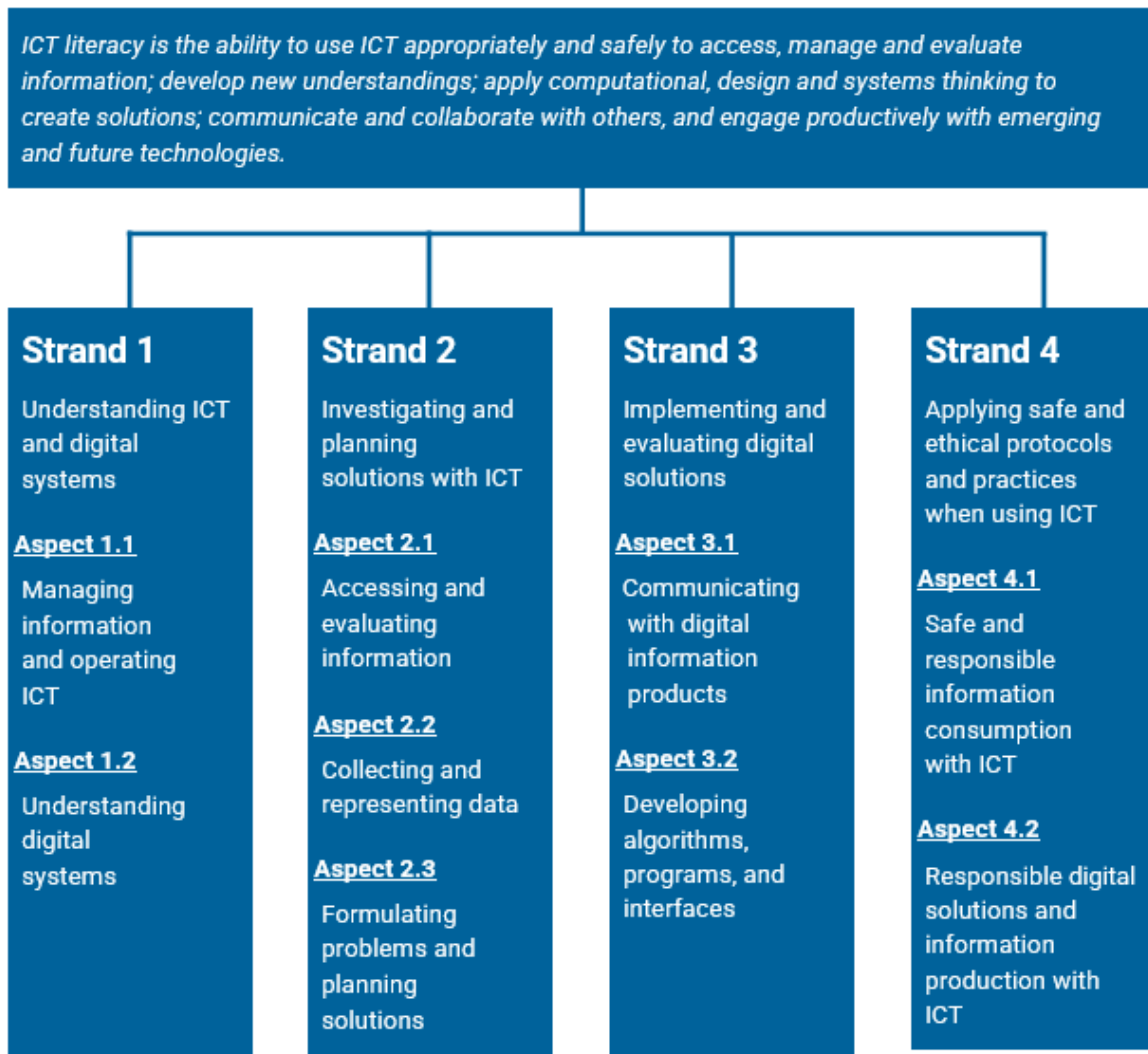 ICT literacy is the ability to use ICT appropriately and safely to access, manage and evaluate
information; develop new understandings; apply computational, design and systems thinking to
create solutions; communicate and collaborate with others, and engage productively with emerging
and future technologies.
Strand 1
Understanding ICT
and digital
systems
Aspect 1.1
Managing
information
and operating
ICT
Aspect 1.2
Understanding
digital
systems
Strand 2
Investigating and
planning
solutions with ICT
Aspect 2.1
Accessing and
evaluating
information
Aspect 2.2
Collecting and
representing data
Aspect 2.3
Formulating
problems and
planning
solutions
Strand 3
Implementing and
evaluating digital
solutions
Aspect 3.1
Communicating
with digital
information
products
Aspect 3.2
Developing
algorithms,
programs, and
interfaces
Strand 4
Applying safe and
ethical protocols
and practices
when using ICT
Aspect 4.1
Safe and
responsible
information
consumption
with ICT
Aspect 4.2
Responsible digital
solutions and
information
production with
ICT